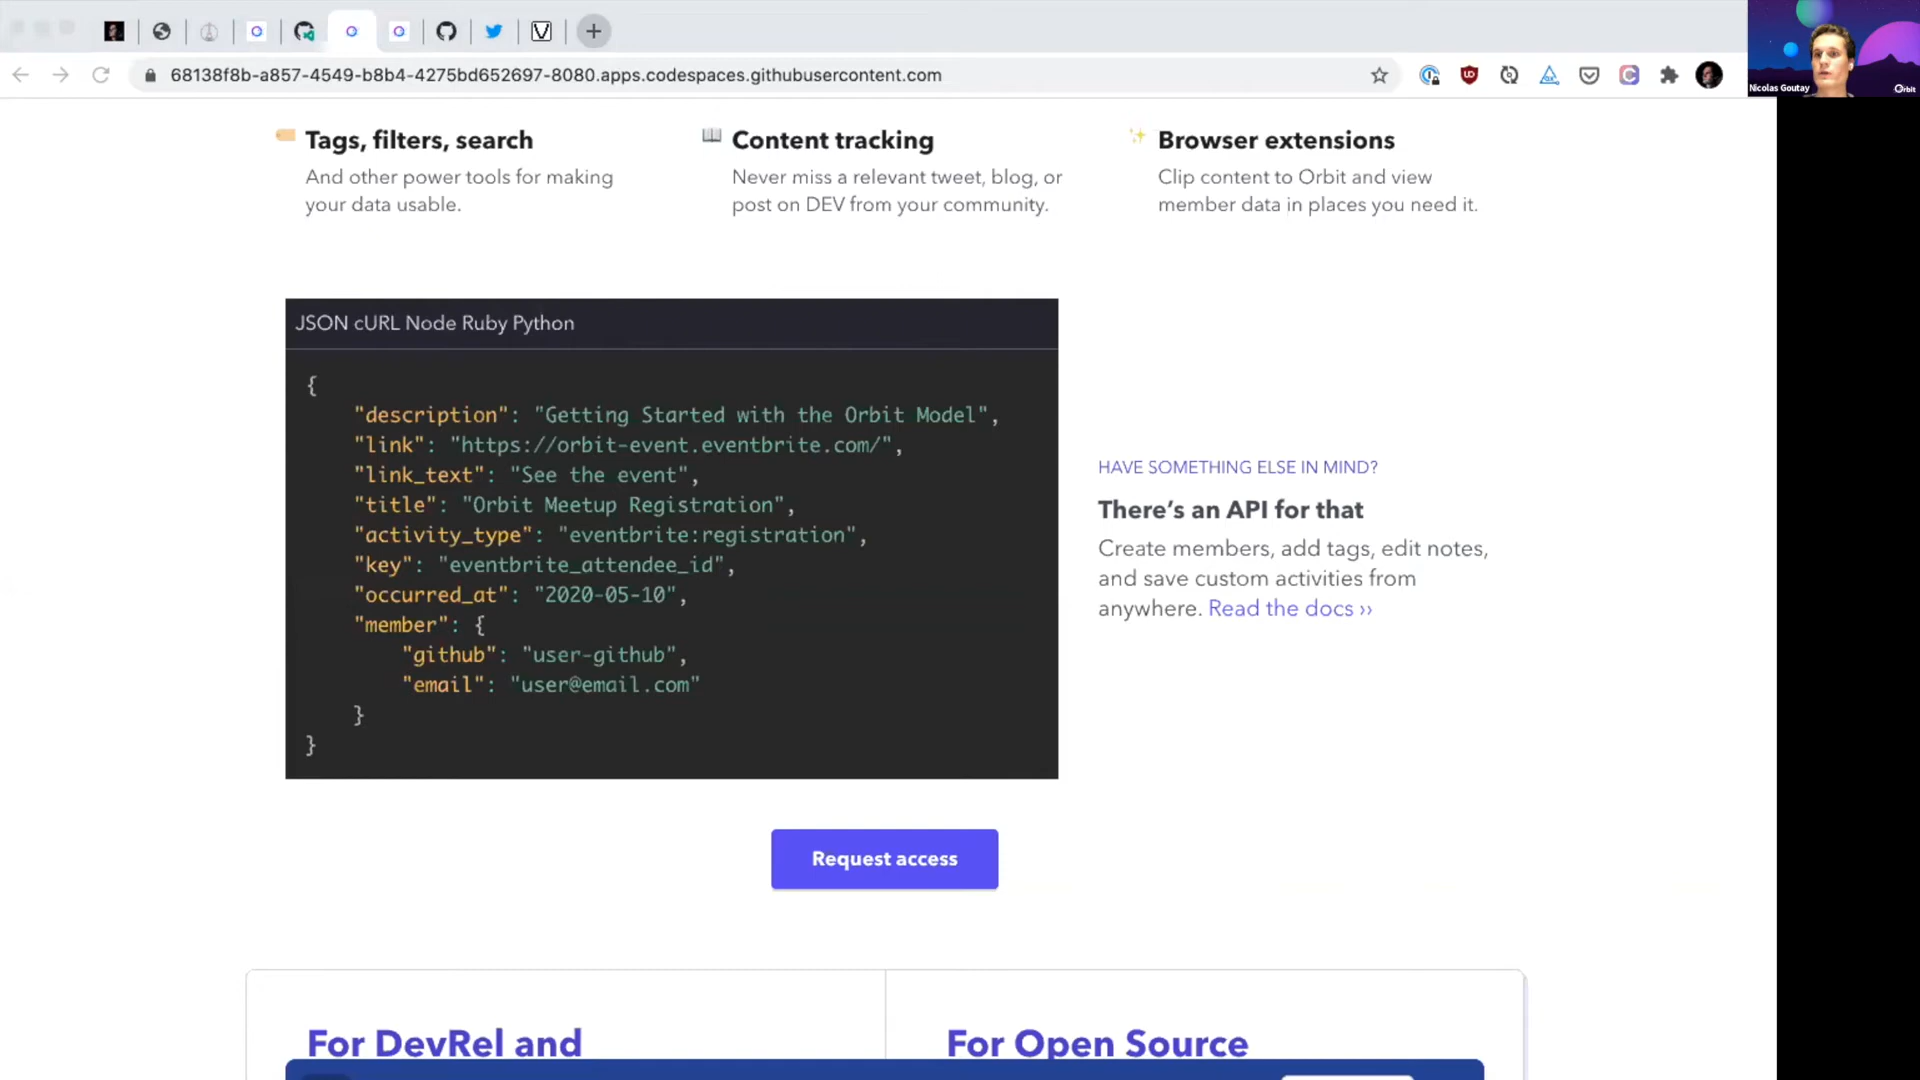 68138f8b-a857-4549-b8b4-4275bd652697-8080.apps.codespaces.githubusercontent.com
Nicolas Goutay
Orbit
Tags, filters, search
And other power tools for making
your data usable.
Content tracking
Never miss a relevant tweet, blog, or
post on DEV from your community.
Browser extensions
Clip content to Orbit and view
member data in places you need it.
JSON cURL Node Ruby Python
{
"description": "Getting Started with the Orbit Model",
"link": "https://orbit-event.eventbrite.com/",
"link_text": "See the event",
"title": "Orbit Meetup Registration",
"activity_type": "eventbrite:registration",
"key": "eventbrite_attendee_id",
"occurred_at": "2020-05-10",
"member": {
"github": "user-github",
"email": "user@email.com"
}
}
HAVE SOMETHING ELSE IN MIND?
There's an API for that
Create members, add tags, edit notes,
and save custom activities from
anywhere. Read the docs ››
Request access
For DevRel and
For Open Source